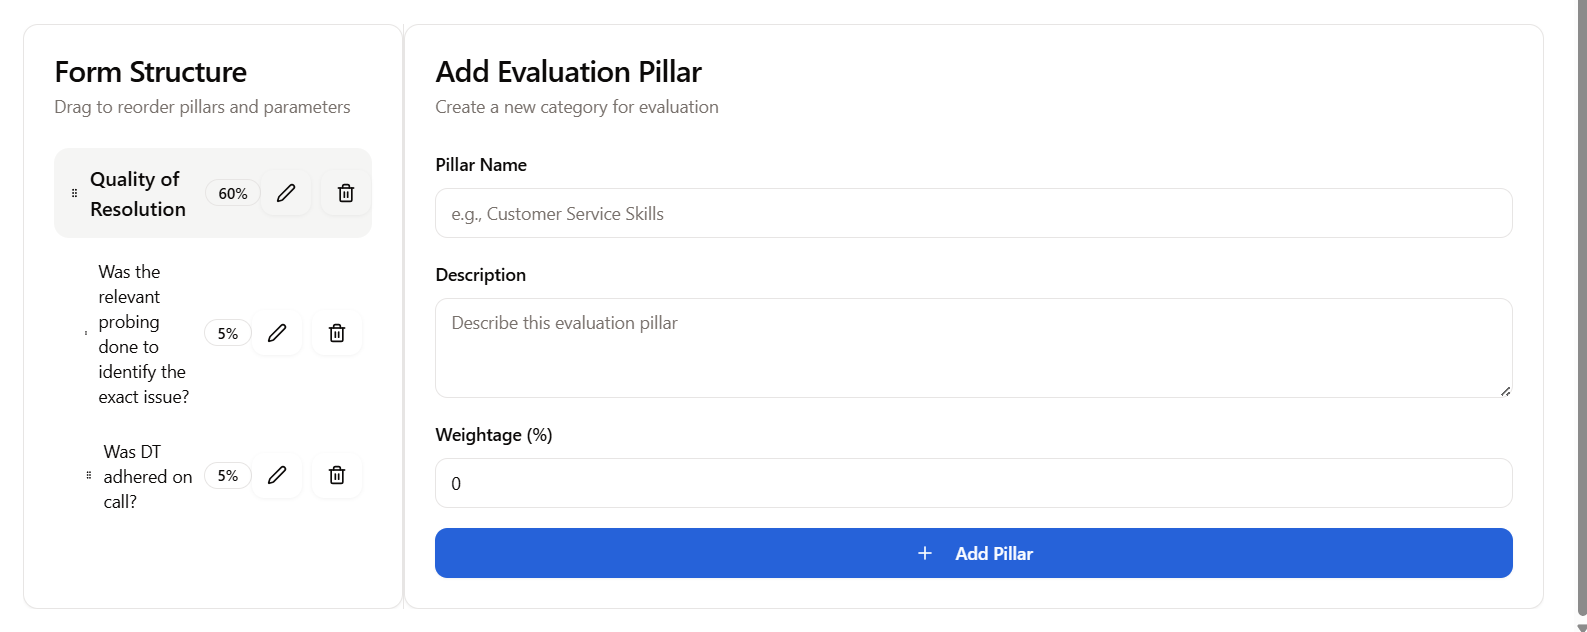 Form Structure
Drag to reorder pillars and parameters
Quality of
Resolution
60%
Was the
relevant
probing
done to
identify the
exact issue?
5%
Was DT
adhered on
call?
5%
Add Evaluation Pillar
Create a new category for evaluation
Pillar Name
e.g., Customer Service Skills
Description
Describe this evaluation pillar
Weightage (%)
0
+ Add Pillar